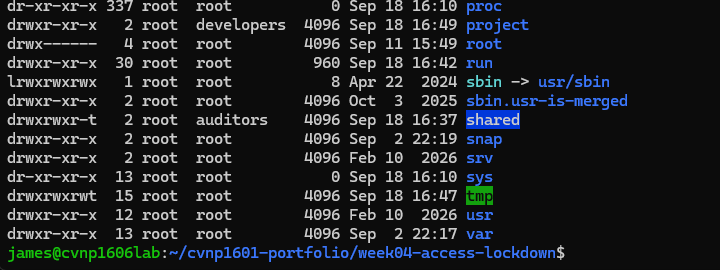 dr-xr-xr-x 337 root root 0 Sep 18 16:10 proc
drwxr-xr-x 2 root developers 4096 Sep 18 16:49 project
drwx------ 4 root root 4096 Sep 11 15:49 root
drwxr-xr-x 30 root root 960 Sep 18 16:42 run
lrwxrwxrwx 1 root root 8 Apr 22 2024 sbin -> usr/sbin
drwxr-xr-x 2 root root 4096 Oct 3 2025 sbin.usr-is-merged
drwxrwxr-t 2 root auditors 4096 Sep 18 16:37 shared
drwxr-xr-x 2 root root 4096 Sep 2 22:19 snap
drwxr-xr-x 2 root root 4096 Feb 10 2026 srv
dr-xr-xr-x 13 root root 0 Sep 18 16:10 sys
drwxrwxrwt 15 root root 4096 Sep 18 16:47 tmp
drwxr-xr-x 12 root root 4096 Feb 10 2026 usr
drwxr-xr-x 13 root root 4096 Sep 2 22:17 var
james@cvnp1606lab:~/cvnp1601-portfolio/week04-access-lockdown$